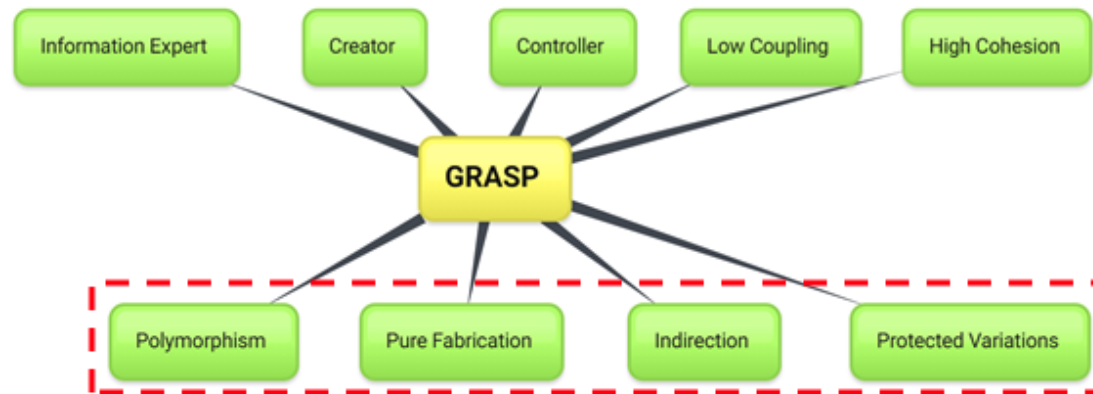 Information Expert
Creator
Controller
Low Coupling
High Cohesion
GRASP
Polymorphism
Pure Fabrication
Indirection
Protected Variations